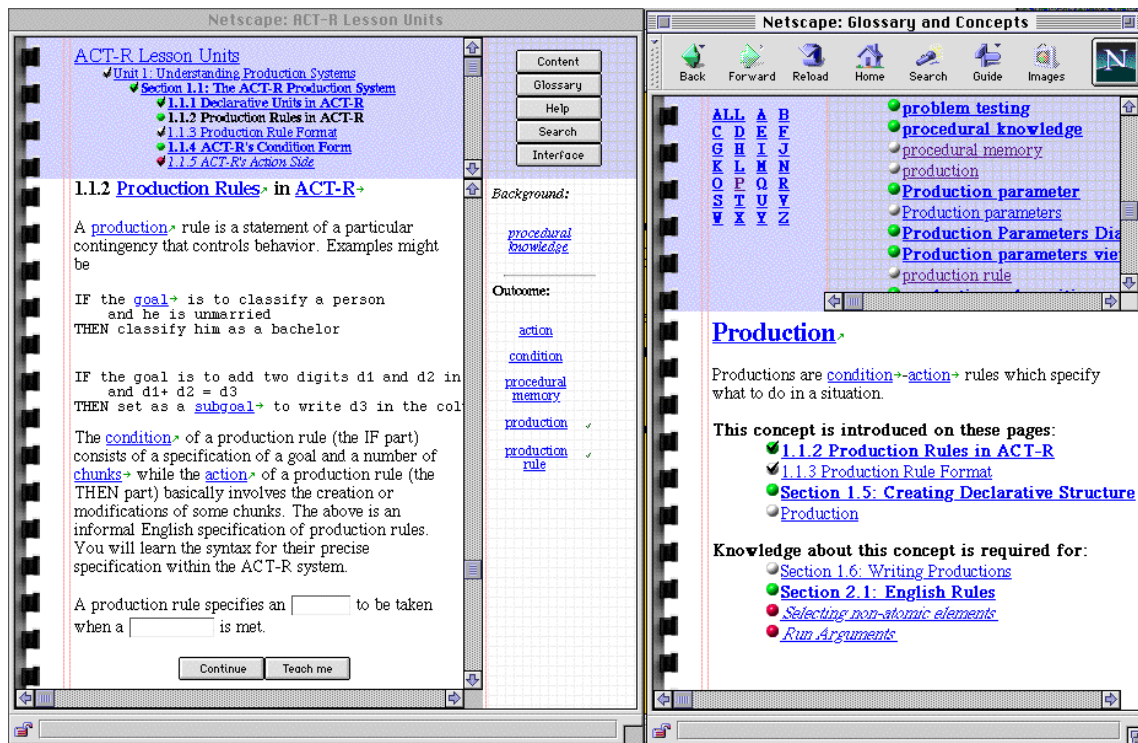 Netscape: ACT-R Lesson Units
ACT-R Lesson Units
Unit 1: Understanding Production Systems
Section 1.1: The ACT-R Production System
1.1.1 Declarative Units in ACT-R
1.1.2 Production Rules in ACT-R
1.1.3 Production Rule Format
1.1.4 ACT-R's Condition Form
1.1.5 ACT-R's Action Side
Content
Glossary
Help
Search
Interface
1.1.2 Production Rules in ACT-R
A production rule is a statement of a particular
contingency that controls behavior. Examples might
be
IF the goal is to classify a person
and he is unmarried
THEN classify him as a bachelor
IF the goal is to add two digits d1 and d2 in
and d1+ d2 = d3
THEN set as a subgoal to write d3 in the col
The condition of a production rule (the IF part)
consists of a specification of a goal and a number of
chunks while the action of a production rule (the
THEN part) basically involves the creation or
modifications of some chunks. The above is an
informal English specification of production rules.
You will learn the syntax for their precise
specification within the ACT-R system.
A production rule specifies an to be taken
when a is met.
Continue Teach me
Background:
procedural
knowledge
Outcome:
action
condition
procedural
memory
production
production
rule
Netscape: Glossary and Concepts
Back Forward Reload Home Search Guide Images N
ALL A B
C D E F
G H I J
K L M N
O P Q R
S T U V
W X Y Z
problem testing
procedural knowledge
procedural memory
production
Production parameter
Production parameters
Production Parameters Dia
Production parameters vie
production rule
Production
Productions are condition-action rules which specify
what to do in a situation.
This concept is introduced on these pages:
1.1.2 Production Rules in ACT-R
1.1.3 Production Rule Format
Section 1.5: Creating Declarative Structure
Production
Knowledge about this concept is required for:
Section 1.6: Writing Productions
Section 2.1: English Rules
Selecting non-atomic elements
Run Arguments